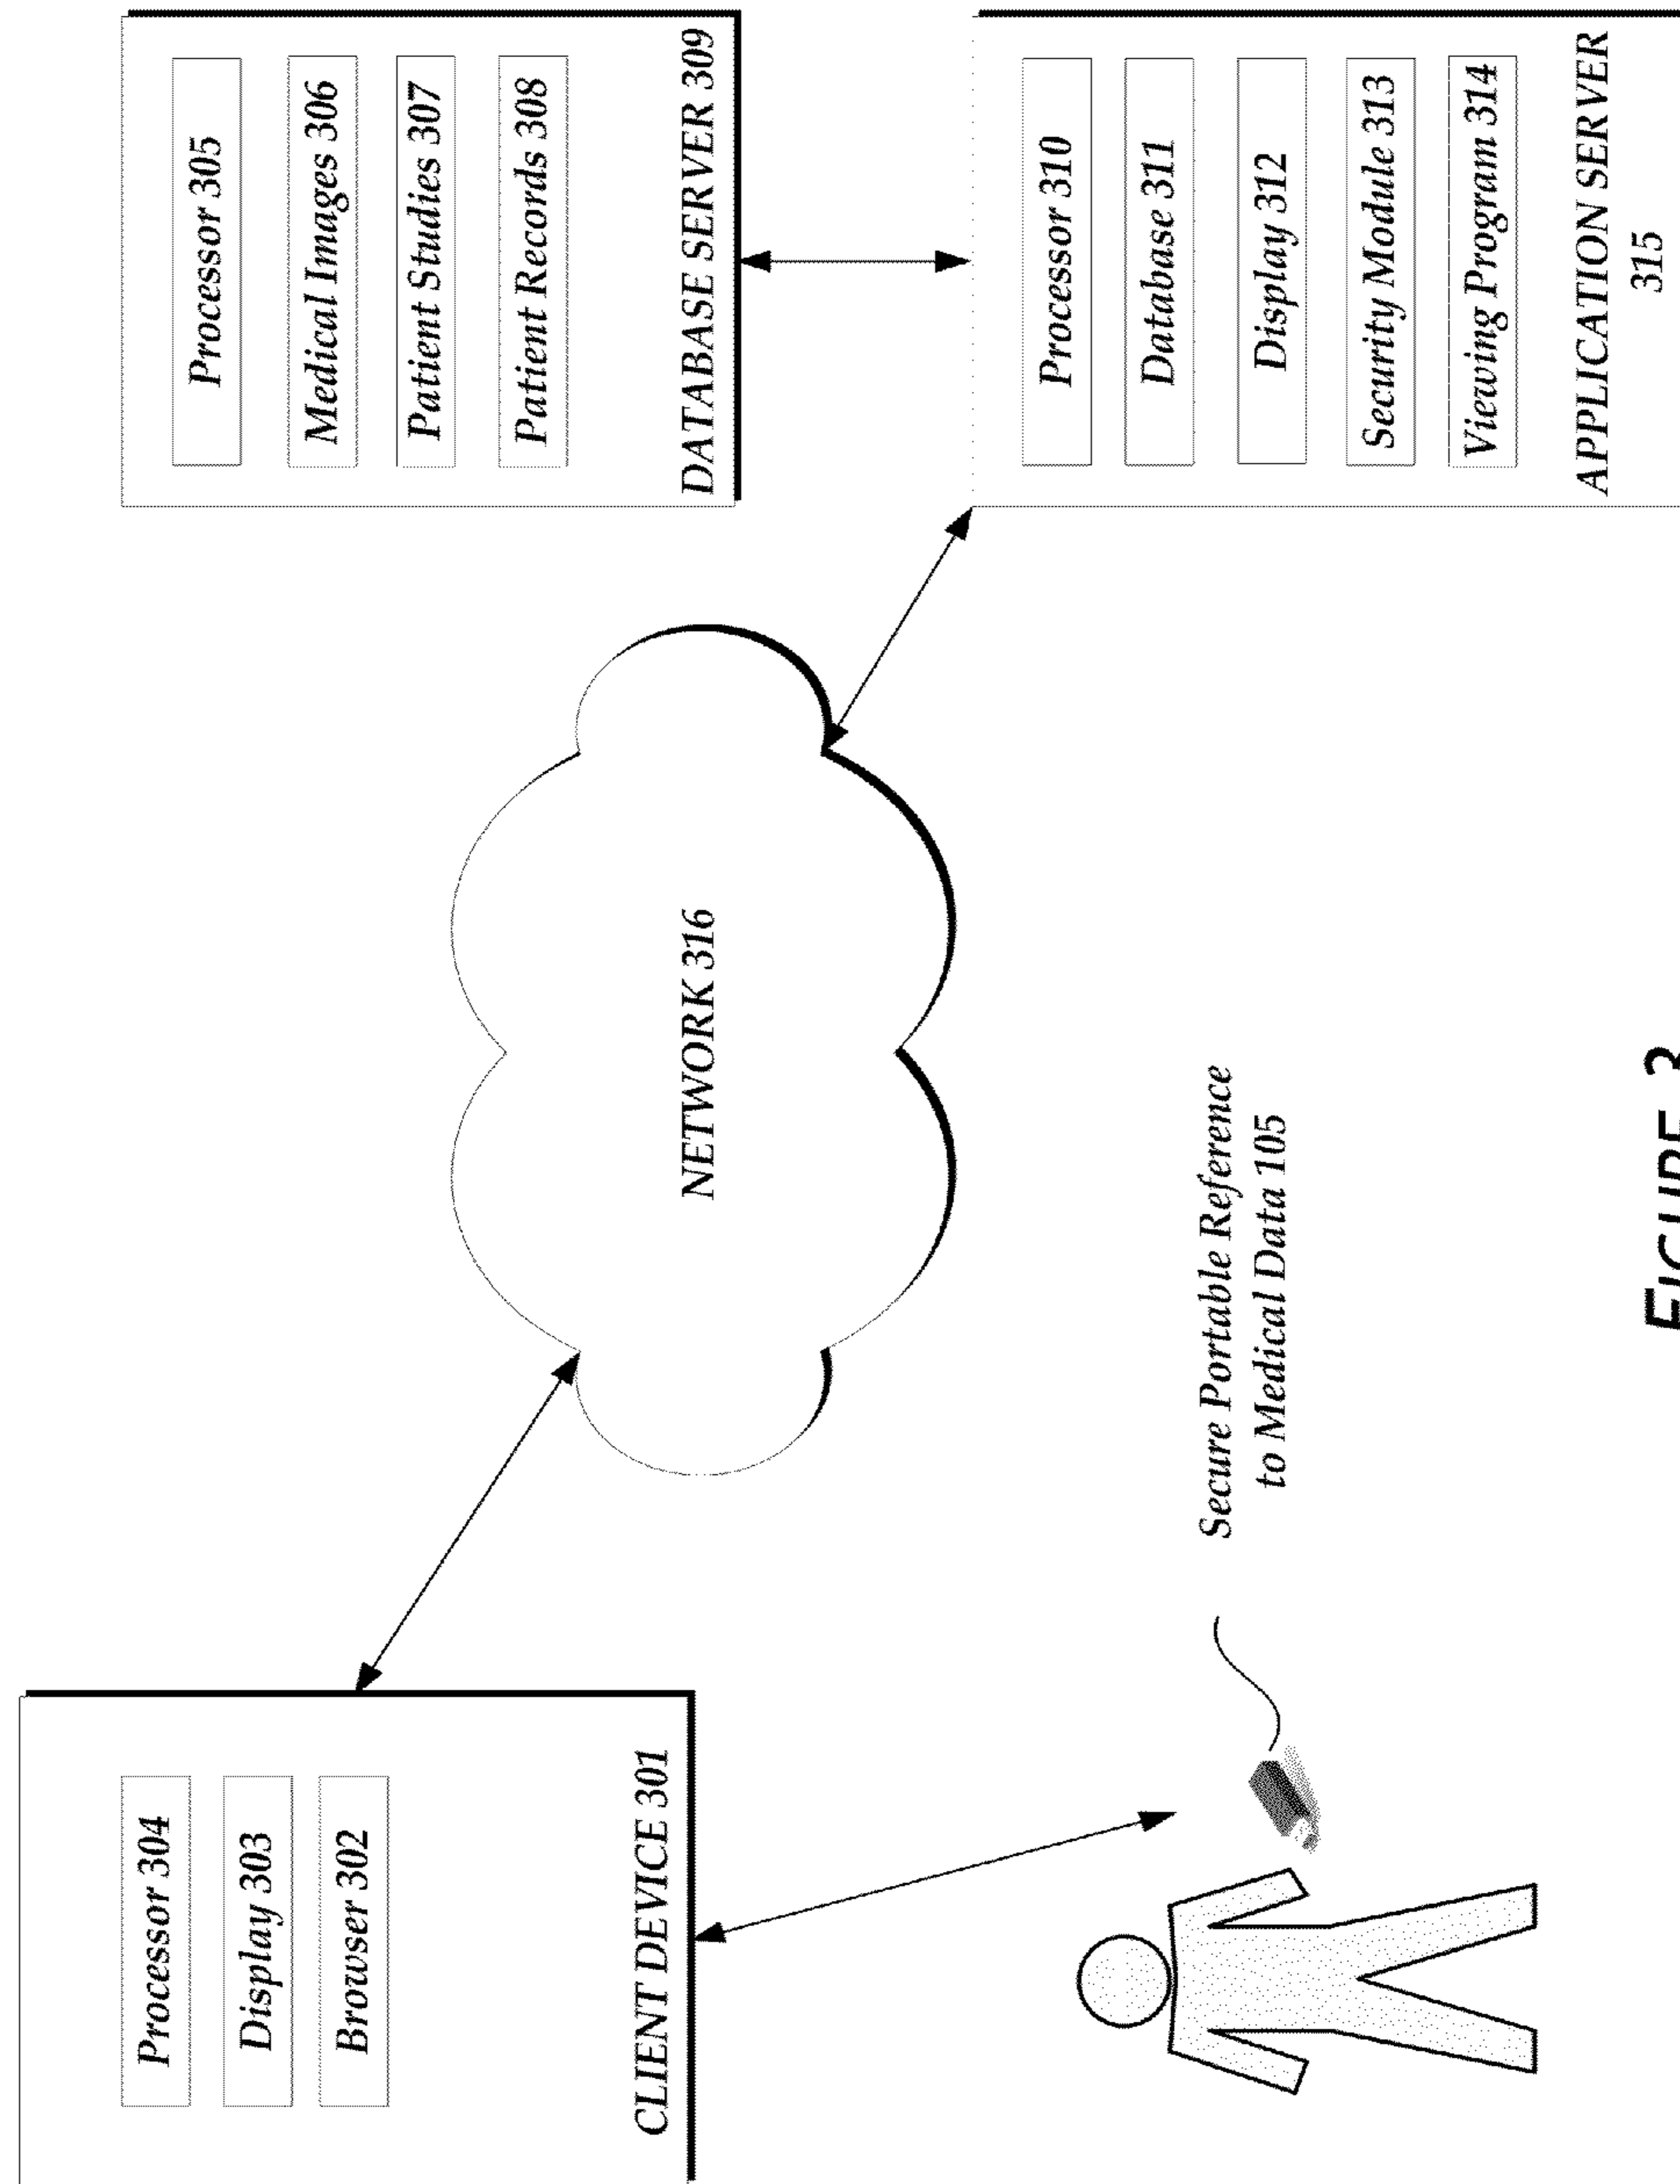 Processor 304
Display 303
Browser 302
CLIENT DEVICE 301
NETWORK 316
Processor 305
Medical Images 306
Patient Studies 307
Patient Records 308
DATABASE SERVER 309
Processor 310
Database 311
Display 312
Security Module 313
Viewing Program 314
APPLICATION SERVER
315
Secure Portable Reference
to Medical Data 105
FIGURE 3